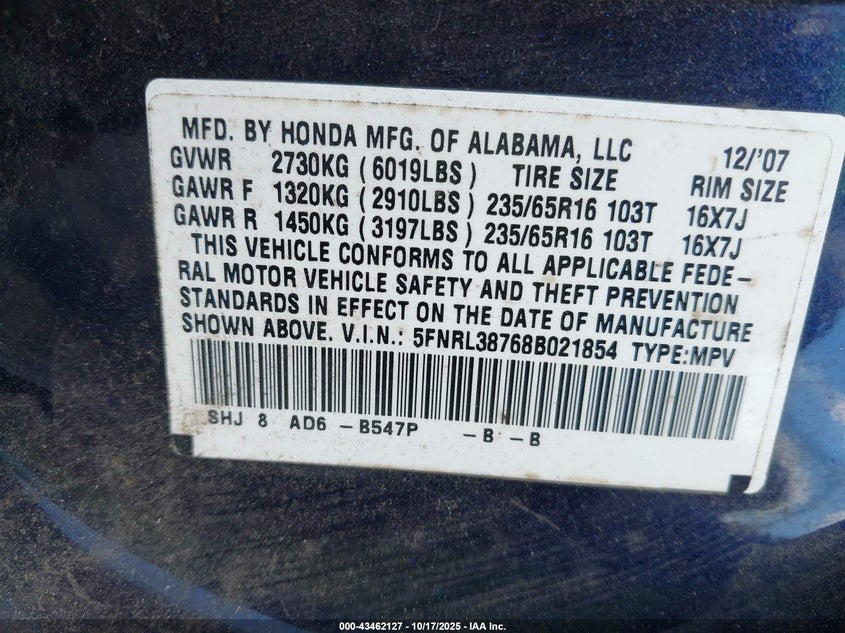 MFD. BY HONDA MFG. OF ALABAMA, LLC 12/'07
GVWR 2730KG (6019LBS) TIRE SIZE RIM SIZE
GAWR F 1320KG (2910LBS) 235/65R16 103T 16X7J
GAWR R 1450KG (3197LBS) 235/65R16 103T 16X7J
THIS VEHICLE CONFORMS TO ALL APPLICABLE FEDE-
RAL MOTOR VEHICLE SAFETY AND THEFT PREVENTION
STANDARDS IN EFFECT ON THE DATE OF MANUFACTURE
SHOWN ABOVE. V.I.N.: 5FNRL38768B021854 TYPE:MPV
SHJ 8 AD6 -B547P -B -B
000-43462127 - 10/17/2025 - IAA Inc.